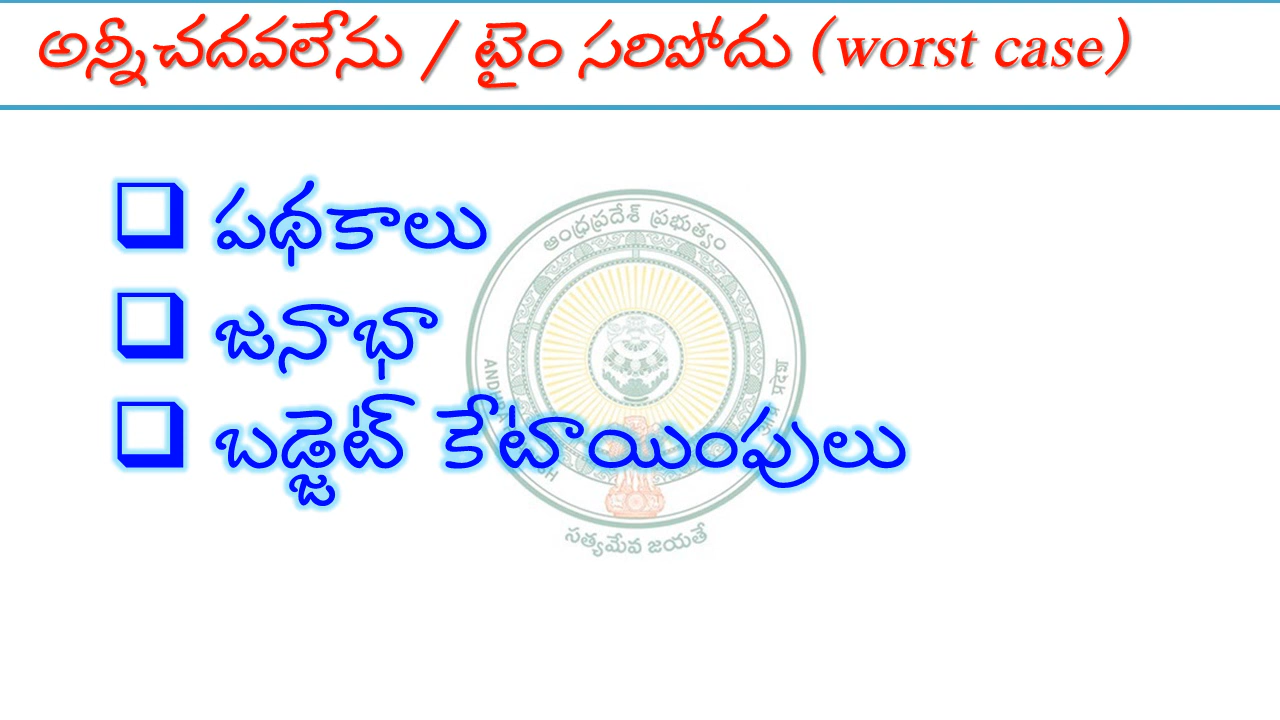 అన్నీచదవలేను / టైం సరిపోదు (worst case)
పథకాలు
జనాభా
బడ్జెట్ కేటాయింపులు
ఆంధ్రప్రదేశ్ ప్రభుత్వం
సత్యమేవ జయతే